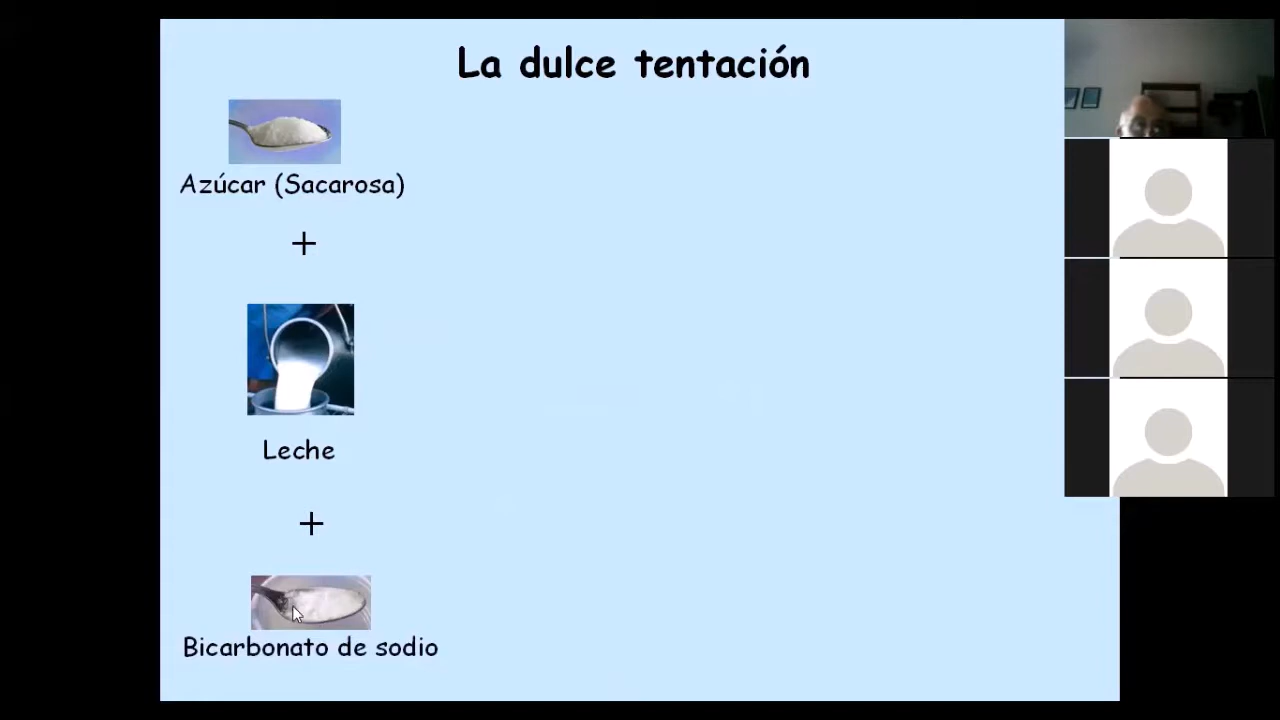 La dulce tentación
Azúcar (Sacarosa)
+
Leche
+
Bicarbonato de sodio